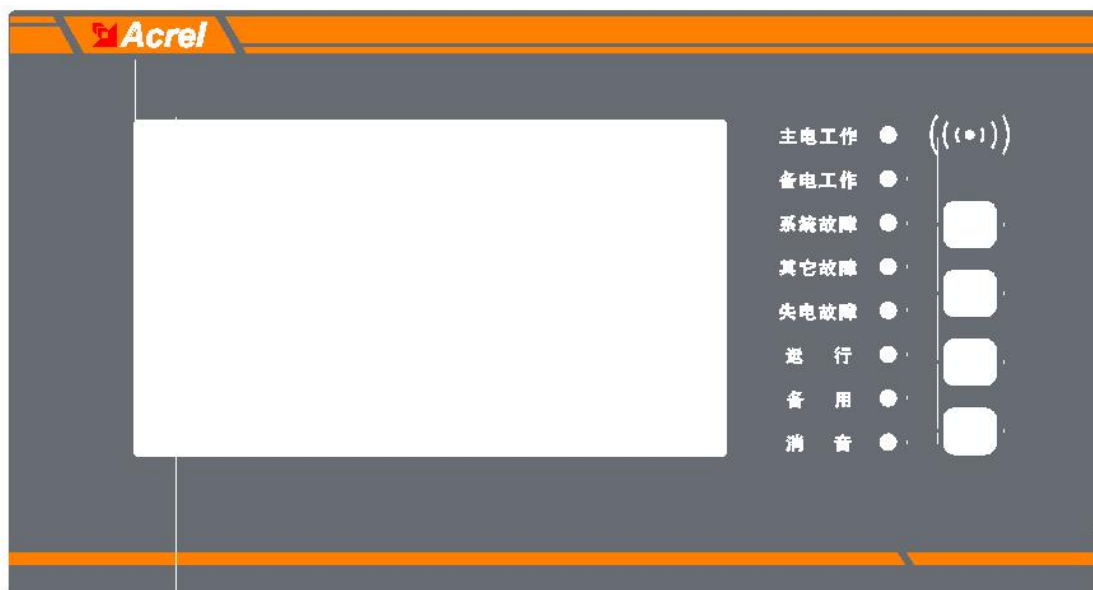 Acrel
主电工作
备电工作
系统故障
其它故障
失电故障
运 行
备 用
消 音